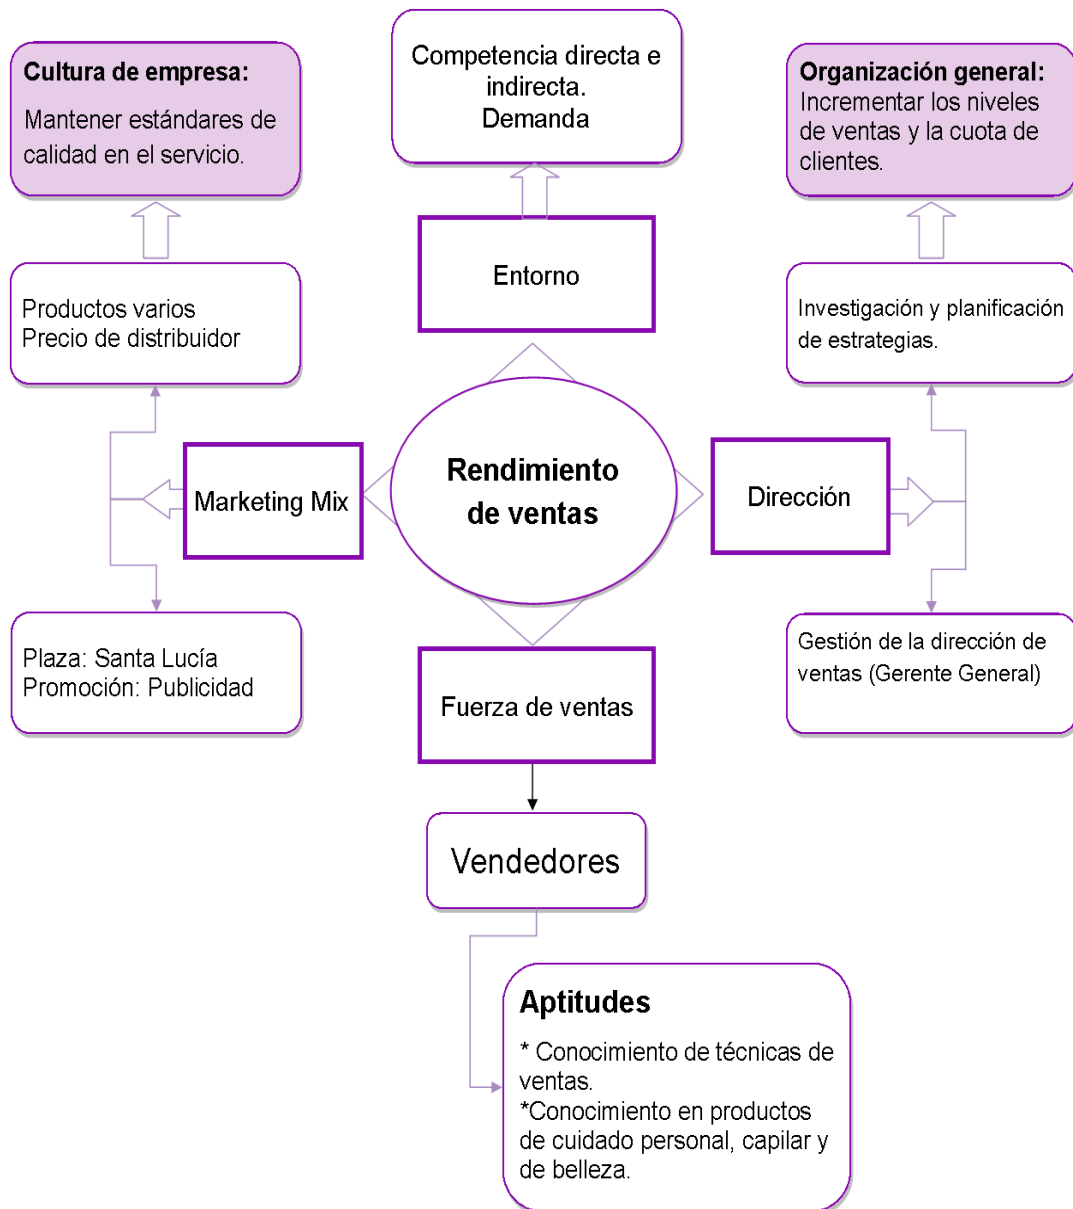 Cultura de empresa:
Mantener estándares de
calidad en el servicio.
Competencia directa e
indirecta.
Demanda
Organización general:
Incrementar los niveles
de ventas y la cuota de
clientes.
Productos varios
Precio de distribuidor
Entorno
Investigación y planificación
de estrategias.
Marketing Mix
Rendimiento
de ventas
Dirección
Plaza: Santa Lucía
Promoción: Publicidad
Fuerza de ventas
Gestión de la dirección de
ventas (Gerente General)
Vendedores
Aptitudes
* Conocimiento de técnicas de
ventas.
*Conocimiento en productos
de cuidado personal, capilar y
de belleza.